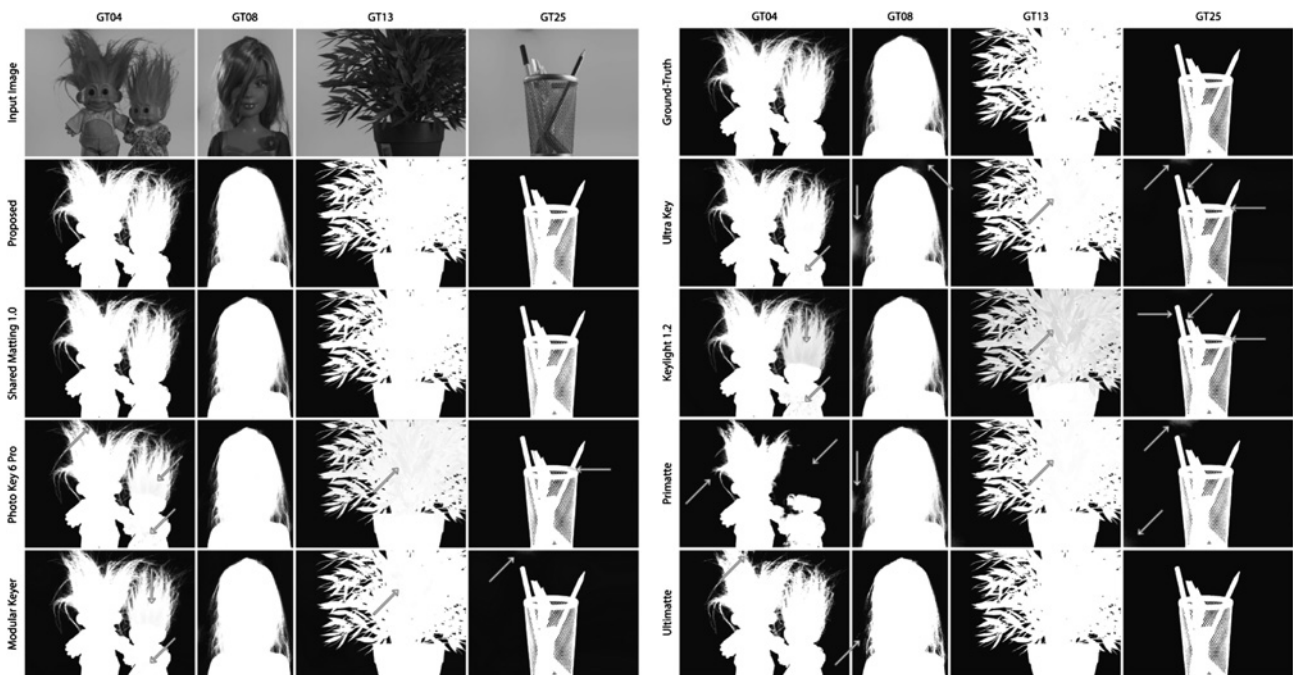 GT04 GT08 GT13 GT25
Input Image
Proposed
Shared Matting 1.0
Photo Key 6 Pro
Modular Keyer
GT04 GT08 GT13 GT25
Ground-Truth
Ultra Key
Keylight 1.2
Primatte
Ultimatte